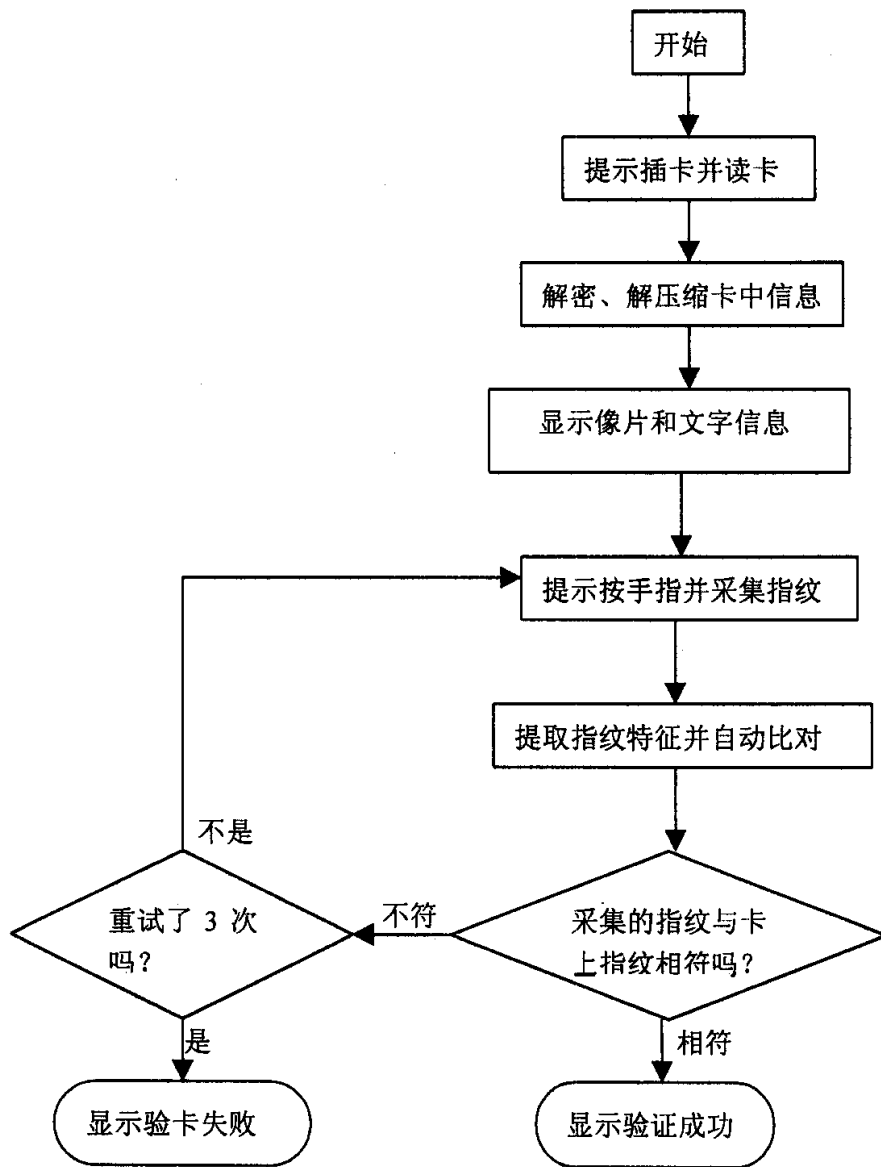 开始
提示插卡并读卡
解密、解压缩卡中信息
显示像片和文字信息
提示按手指并采集指纹
提取指纹特征并自动比对
不是
重试了 3 次
吗？
不符
采集的指纹与卡
上指纹相符吗？
是
相符
显示验卡失败
显示验证成功